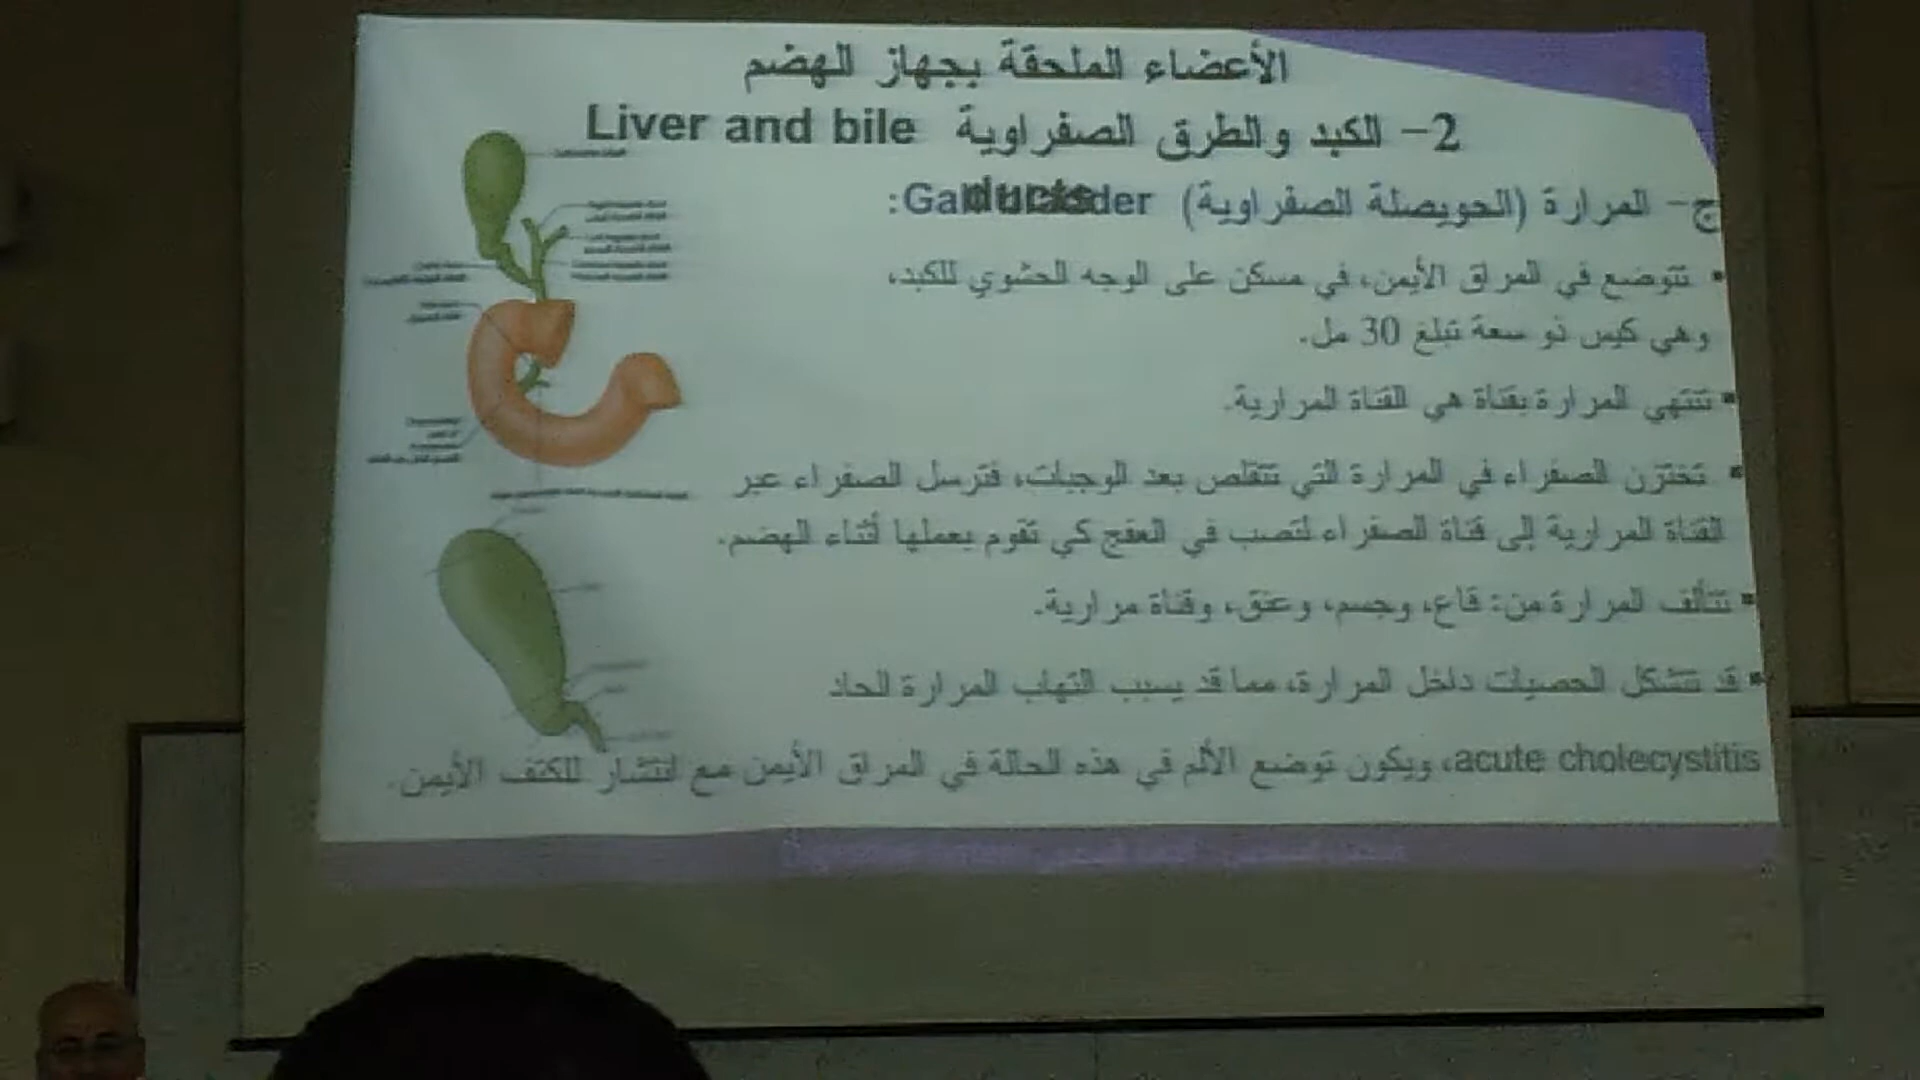 الأعضاء الملحقة بجهاز الهضم
2- الكبد والطرق الصفراوية Liver and bile
ducts
ج- المرارة (الحويصلة الصفراوية) Gall bladder:
▪ تتوضع في المراق الأيمن، في مسكن على الوجه الحشوي للكبد،
وهي كيس ذو سعة تبلغ 30 مل.
▪ تنتهي المرارة بقناة هي القناة المرارية.
▪ تختزن الصفراء في المرارة التي تتقلص بعد الوجبات، فترسل الصفراء عبر
القناة المرارية إلى قناة الصفراء لتصب في العفج كي تقوم بعملها أثناء الهضم.
▪ تتألف المرارة من: قاع، وجسم، وعنق، وقناة مرارية.
▪ قد تتشكل الحصيات داخل المرارة، مما قد يسبب التهاب المرارة الحاد
acute cholecystitis، ويكون توضع الألم في هذه الحالة في المراق الأيمن مع انتشار للكتف الأيمن.